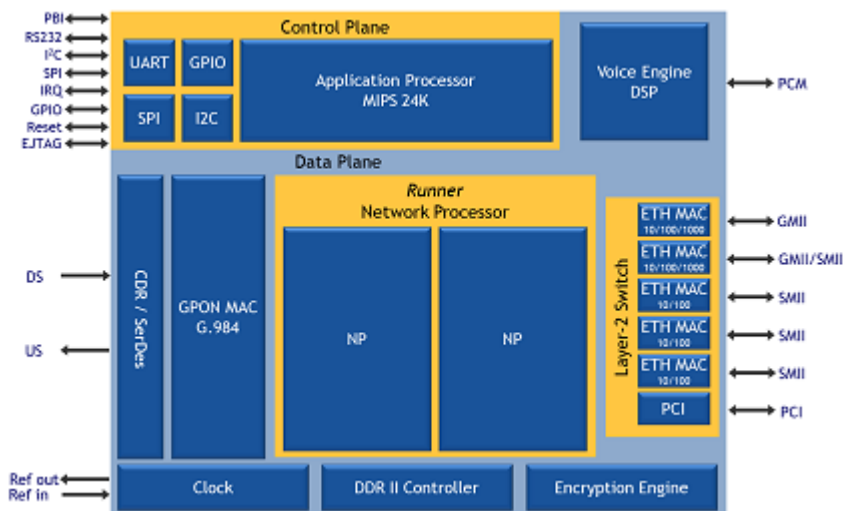 PBI
RS232
I²C
SPI
IRQ
GPIO
Reset
EJTAG
Control Plane
UART
GPIO
SPI
I2C
Application Processor
MIPS 24K
Voice Engine
DSP
PCM
Data Plane
DS
US
CDR / SerDes
GPON MAC
G.984
Runner
Network Processor
NP
NP
Layer-2 Switch
ETH MAC
10/100/1000
ETH MAC
10/100/1000
ETH MAC
10/100
ETH MAC
10/100
ETH MAC
10/100
PCI
GMII
GMII/SMII
SMII
SMII
SMII
PCI
Ref out
Ref in
Clock
DDR II Controller
Encryption Engine